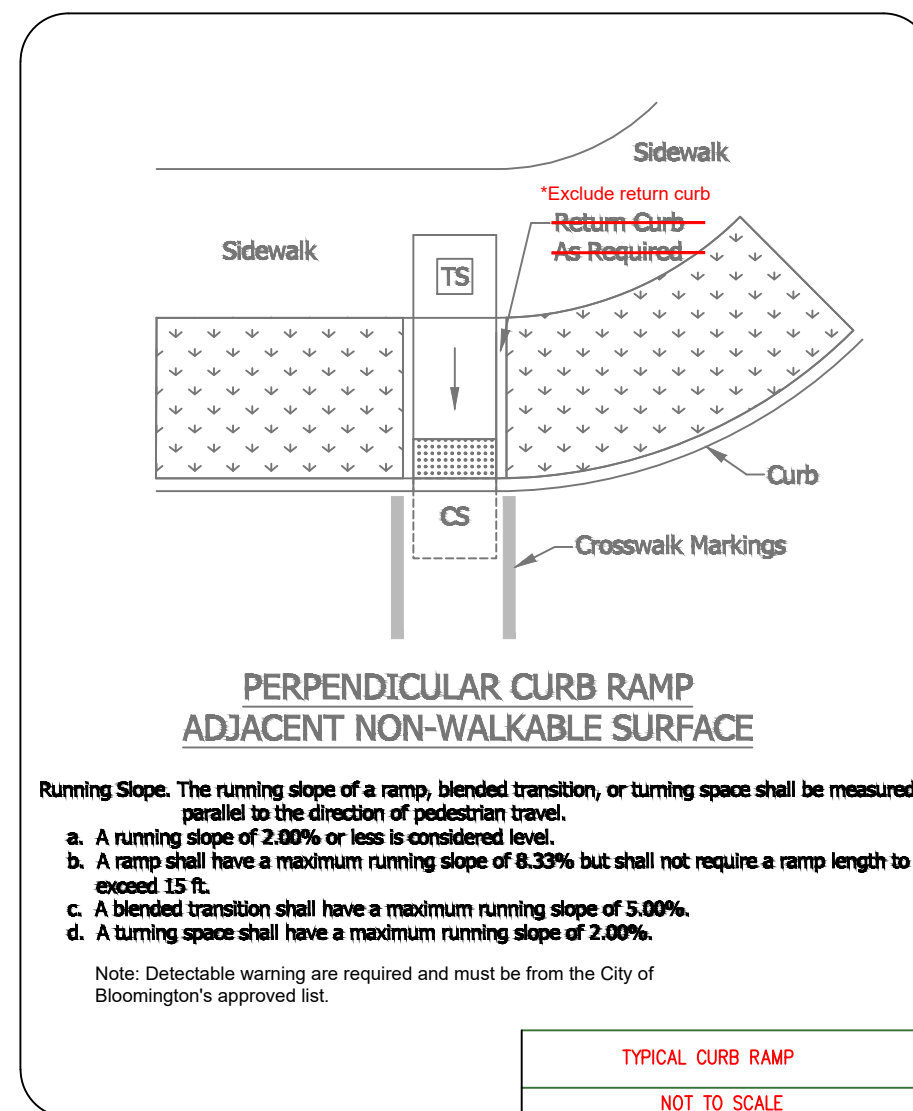 Sidewalk
*Exclude return curb
Return Curb
As Required
Sidewalk
TS
Curb
CS
Crosswalk Markings
PERPENDICULAR CURB RAMP
ADJACENT NON-WALKABLE SURFACE
Running Slope. The running slope of a ramp, blended transition, or turning space shall be measured
parallel to the direction of pedestrian travel.
a. A running slope of 2.00% or less is considered level.
b. A ramp shall have a maximum running slope of 8.33% but shall not require a ramp length to
exceed 15 ft.
c. A blended transition shall have a maximum running slope of 5.00%.
d. A turning space shall have a maximum running slope of 2.00%.
Note: Detectable warning are required and must be from the City of
Bloomington's approved list.
TYPICAL CURB RAMP
NOT TO SCALE